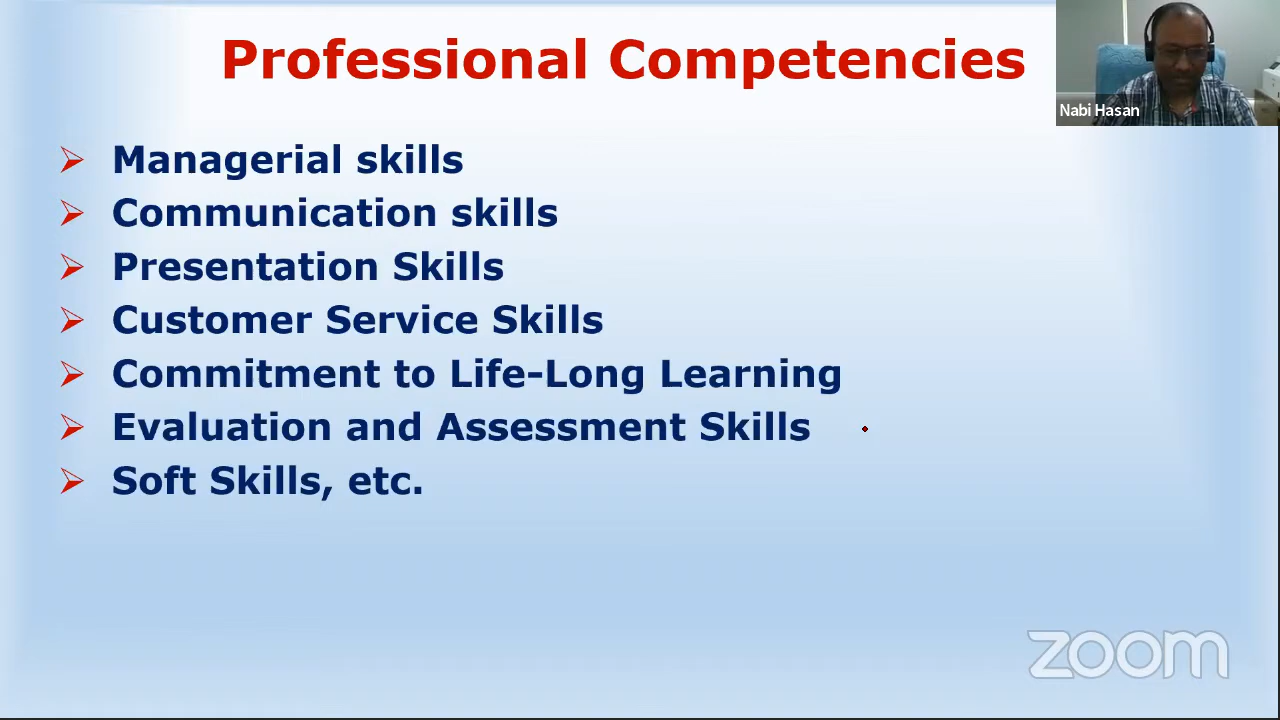 Professional Competencies
Nabi Hasan
Managerial skills
Communication skills
Presentation Skills
Customer Service Skills
Commitment to Life-Long Learning
Evaluation and Assessment Skills
Soft Skills, etc.
zoom